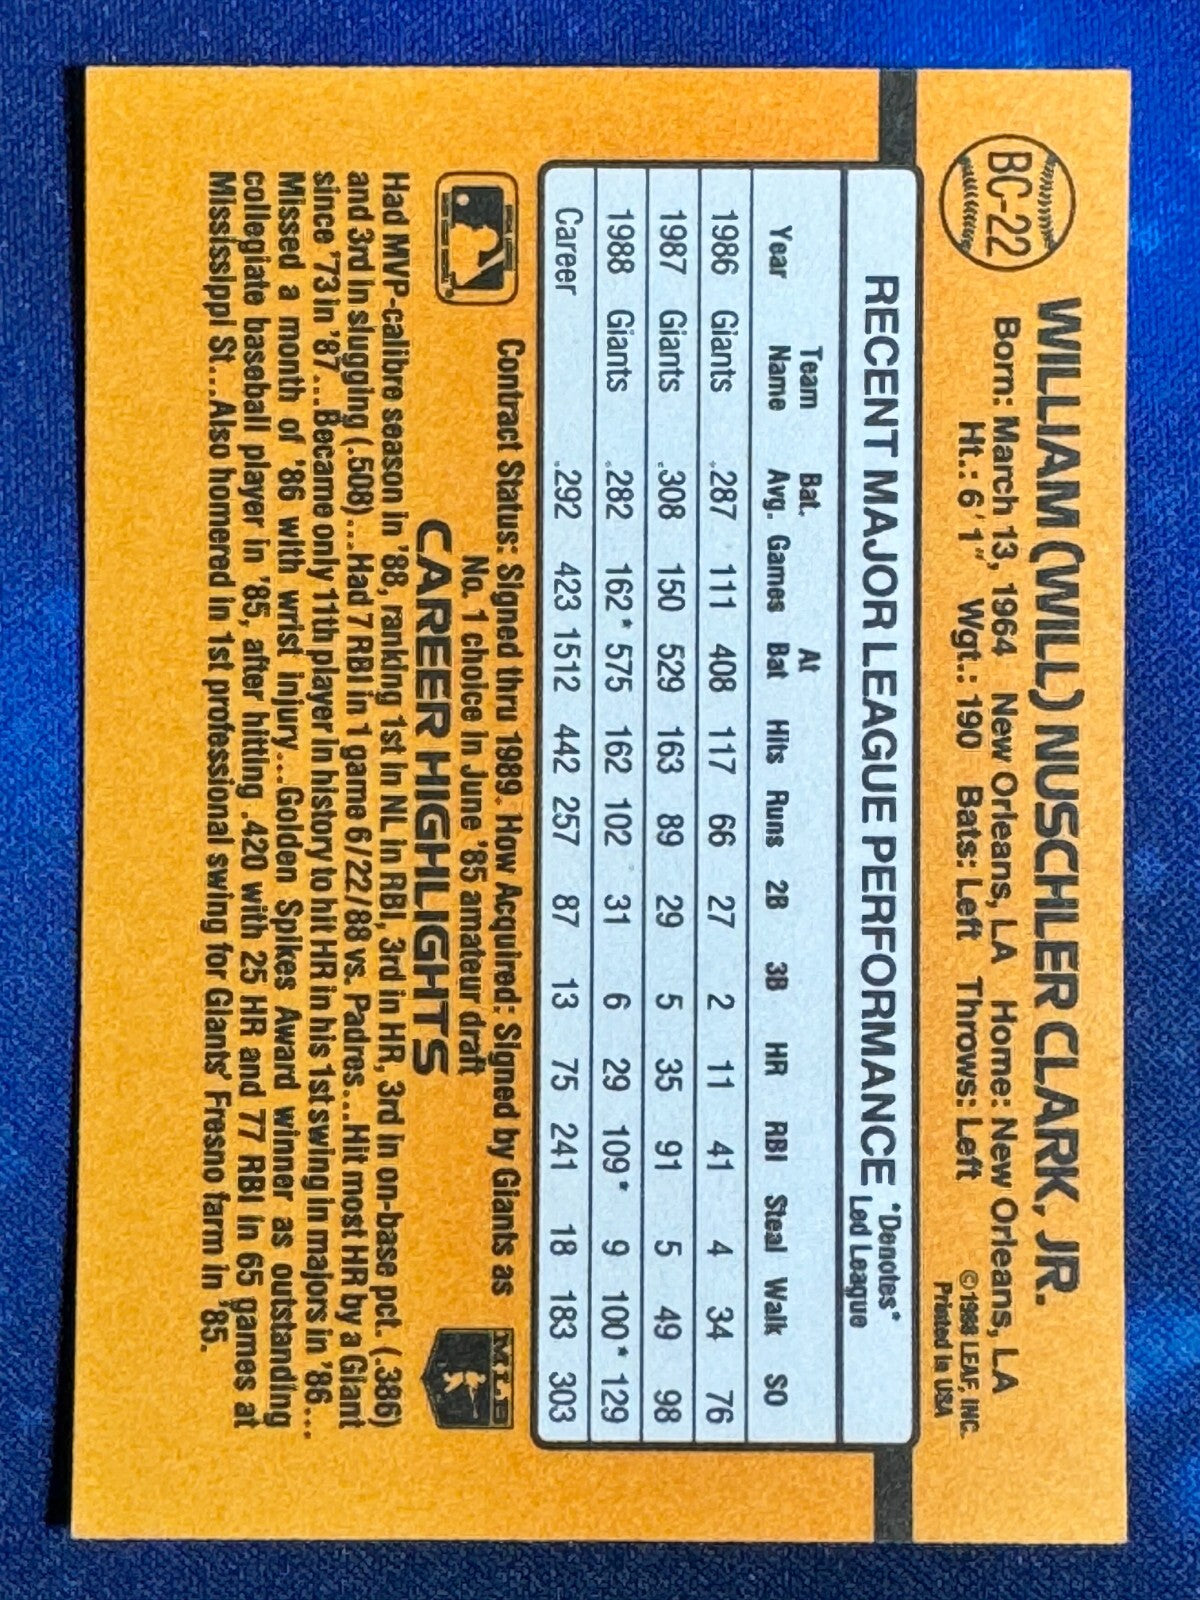 BC-22
WILLIAM (WILL) NUSCHLER CLARK, JR.
Born: March 13, 1964 New Orleans, LA Home: New Orleans, LA
Ht.: 6'1" Wgt.: 190 Bats: Left Throws: Left
©1988 LEAF, INC.
Printed in USA
RECENT MAJOR LEAGUE PERFORMANCE *Denotes*
Led League
Year Team Name Bat. Avg. Games At Bat Hits Runs 2B 3B HR RBI Steal Walk SO
1986 Giants .287 111 408 117 66 27 2 11 41 4 34 76
1987 Giants .308 150 529 163 89 29 5 35 91 5 49 98
1988 Giants .282 162* 575 162 102 31 6 29 109* 9 100* 129
Career .292 423 1512 442 257 87 13 75 241 18 183 303
Contract Status: Signed thru 1989. How Acquired: Signed by Giants as
No. 1 choice in June '85 amateur draft
MLB
CAREER HIGHLIGHTS
Had MVP-calibre season in '88, ranking 1st in NL in RBI, 3rd in HR, 3rd in on-base pct. (.386)
and 3rd in slugging (.508)...Had 7 RBI in 1 game 6/22/88 vs. Padres...Hit most HR by a Giant
since '73 in '87...Became only 11th player in history to hit HR in his 1st swing in majors in '86...
Missed a month of '86 with wrist injury...Golden Spikes Award winner as outstanding
collegiate baseball player in '85, after hitting .420 with 25 HR and 77 RBI in 65 games at
Mississippi St...Also homered in 1st professional swing for Giants' Fresno farm in '85.